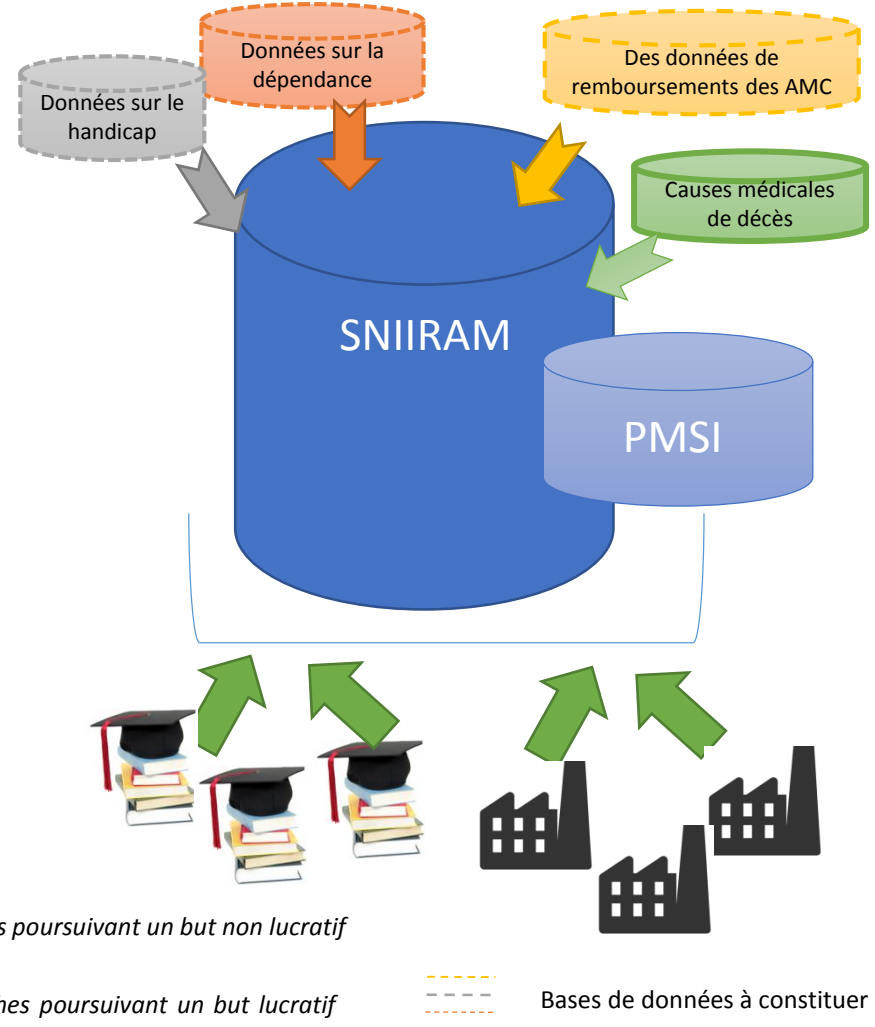 Données sur la
dépendance
Des données de
remboursements des AMC
Données sur le
handicap
Causes médicales
de décès
SNIIRAM
PMSI
poursuivant un but non lucratif
poursuivant un but lucratif
Bases de données à constituer